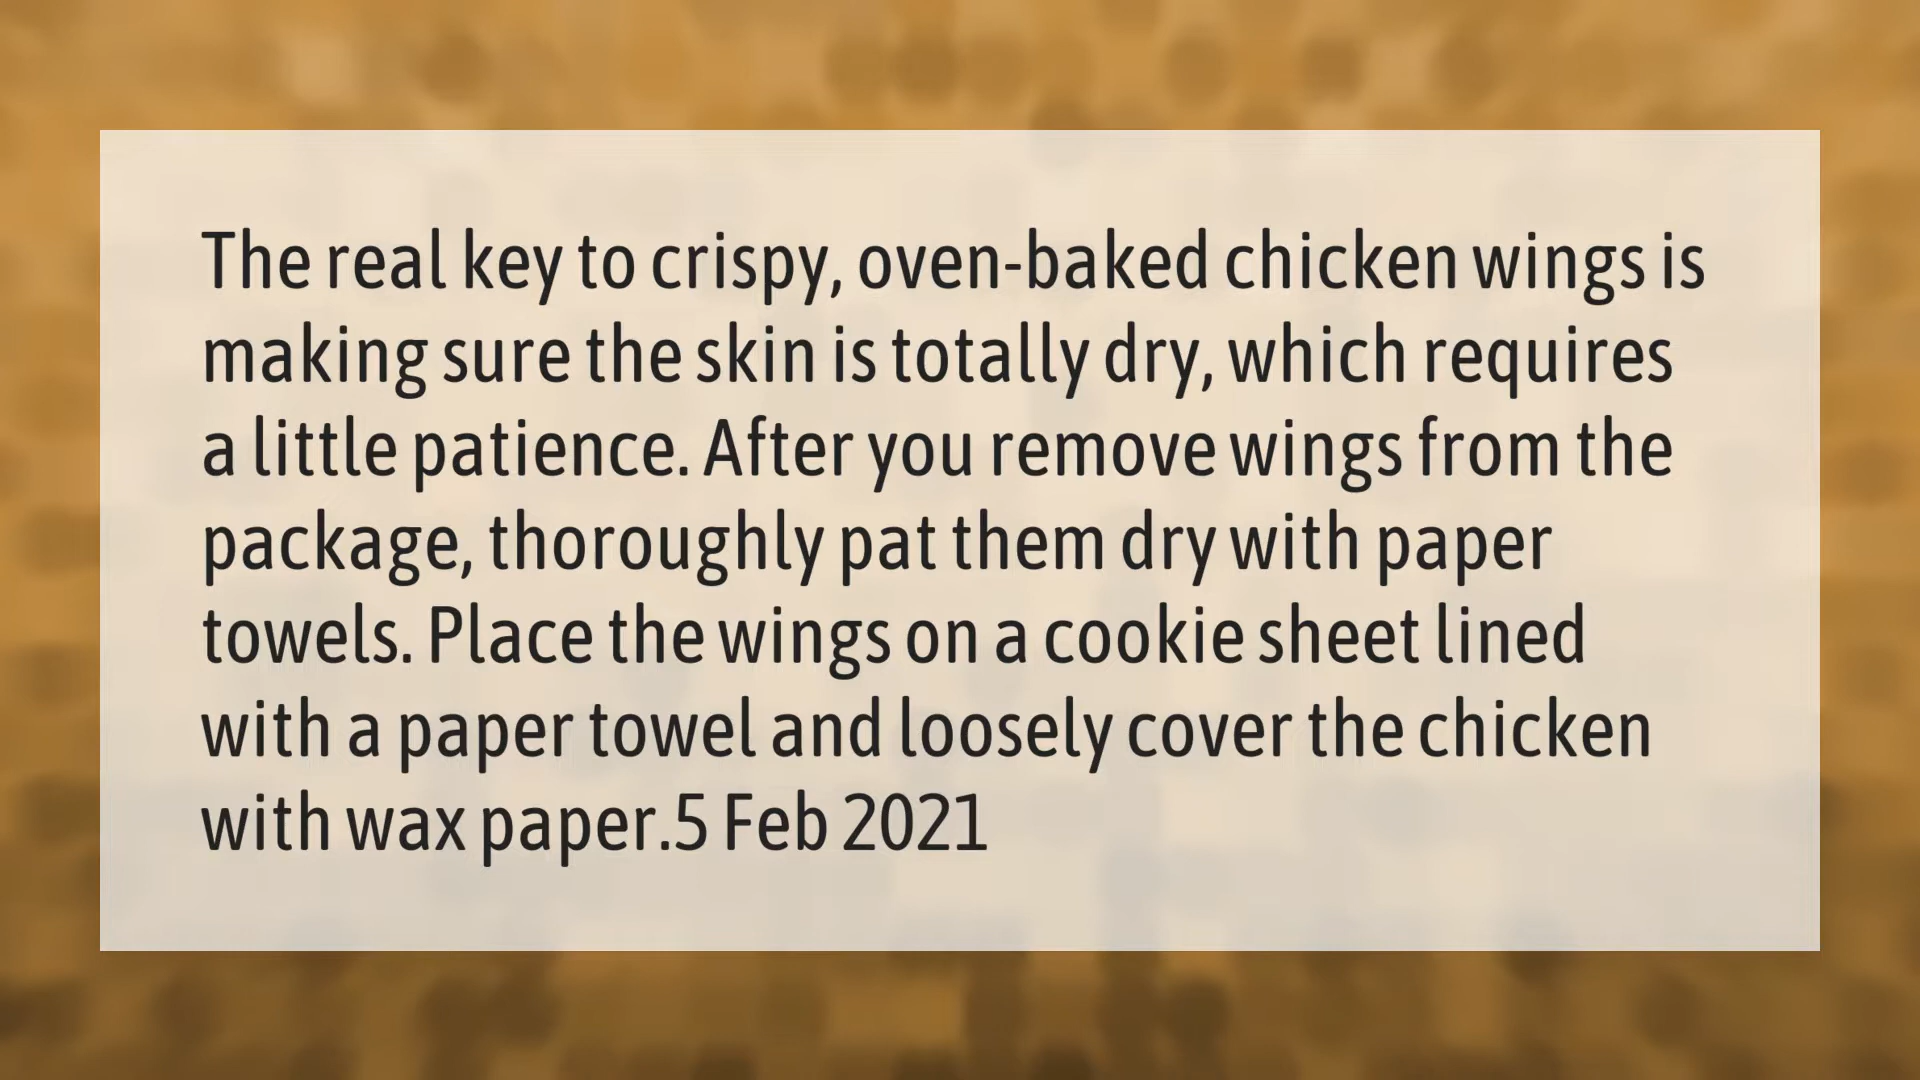 The real key to crispy, oven-baked chicken wings is
making sure the skin is totally dry, which requires
a little patience. After you remove wings from the
package, thoroughly pat them dry with paper
towels. Place the wings on a cookie sheet lined
with a paper towel and loosely cover the chicken
with wax paper.5 Feb 2021